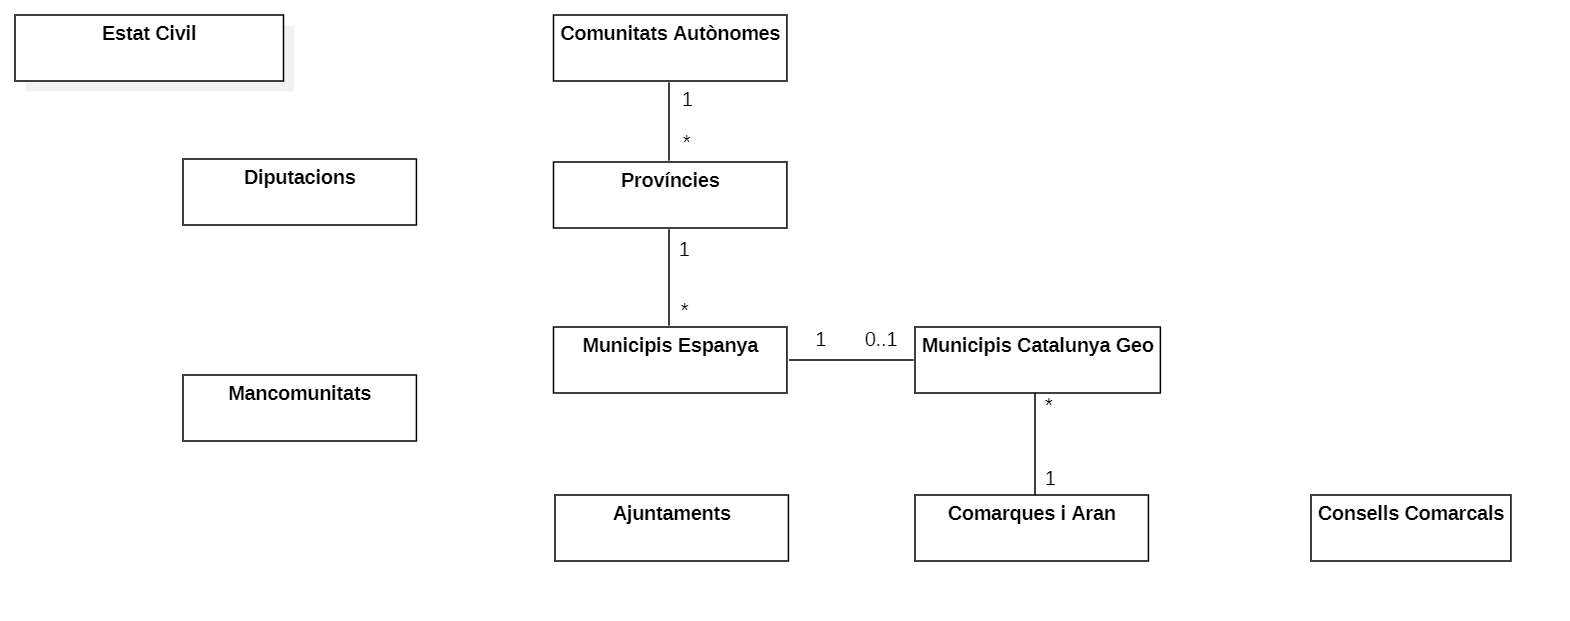 Estat Civil
Comunitats Autònomes
1
*
Diputacions
Províncies
1
*
Municipis Espanya
1
0..1
Municipis Catalunya Geo
Mancomunitats
*
1
Ajuntaments
Comarques i Aran
Consells Comarcals